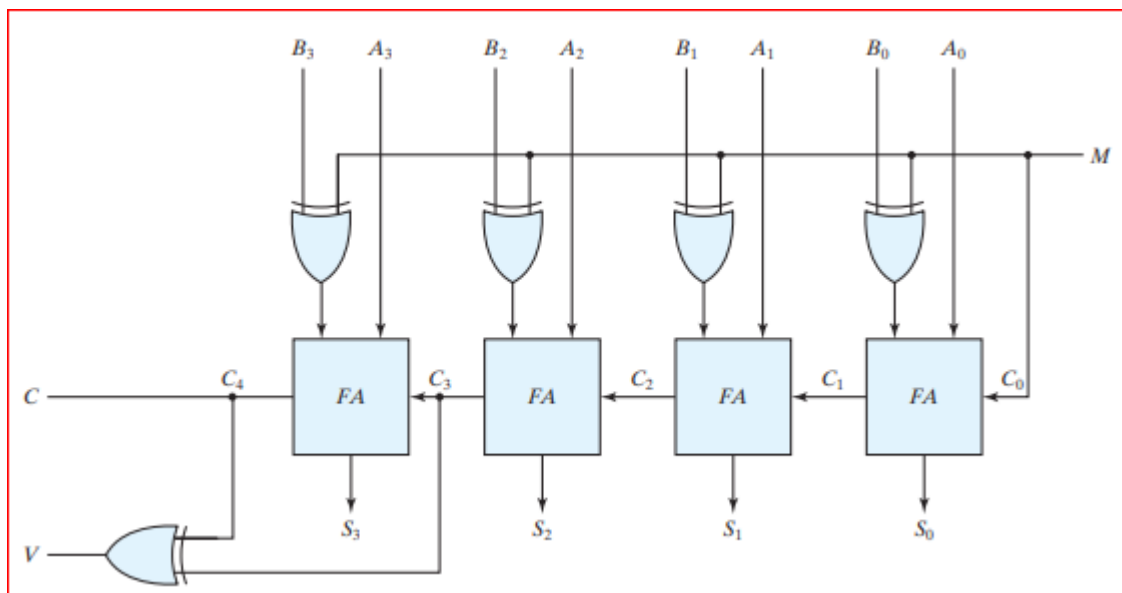 B₃ A₃ B₂ A₂ B₁ A₁ B₀ A₀
M
C C₄ FA C₃ FA C₂ FA C₁ FA C₀
V S₃ S₂ S₁ S₀